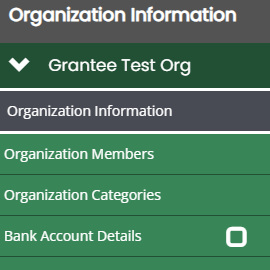 Organization Information
Grantee Test Org
Organization Information
Organization Members
Organization Categories
Bank Account Details